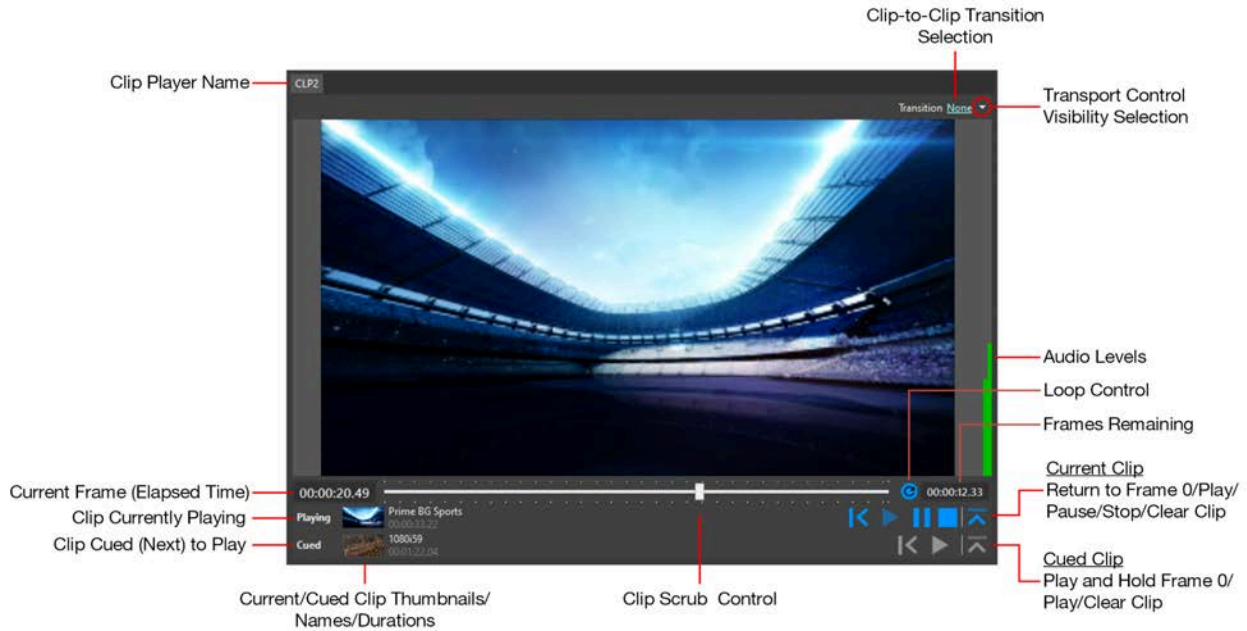 Clip-to-Clip Transition
Selection
Clip Player Name
CLP2
Transition None
Transport Control
Visibility Selection
Audio Levels
Loop Control
Frames Remaining
Current Frame (Elapsed Time)
00:00:20.49
00:00:12.33
Current Clip
Return to Frame 0/Play/
Pause/Stop/Clear Clip
Clip Currently Playing
Playing
Prime BG Sports
00:00:33.22
Clip Cued (Next) to Play
Cued
1080i59
00:01:22.04
Cued Clip
Play and Hold Frame 0/
Play/Clear Clip
Current/Cued Clip Thumbnails/
Names/Durations
Clip Scrub Control